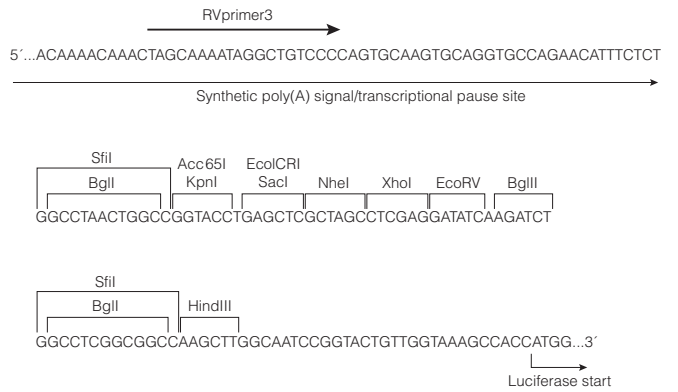 RVprimer3
5´...ACAAAACAAACTAGCAAAATAGGCTGTCCCCAGTGCAAGTGCAGGTGCCAGAACATTTCTCT
Synthetic poly(A) signal/transcriptional pause site
SfiI
Acc65I EcoICRI
BglI KpnI SacI NheI XhoI EcoRV BglII
GGCCTAACTGGCCGGTACCTGAGCTCGCTAGCCTCGAGGATATCAAGATCT
SfiI
BglI HindIII
GGCCTCGGCGGCCAAGCTTGGCAATCCGGTACTGTTGGTAAAGCCACCATGG...3´
Luciferase start